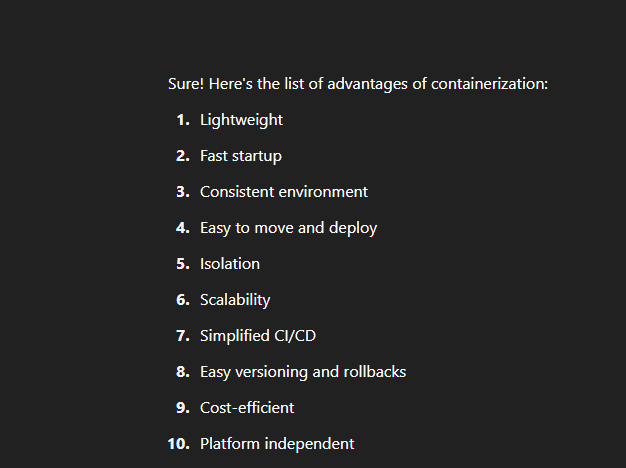 Sure! Here's the list of advantages of containerization:
1. Lightweight
2. Fast startup
3. Consistent environment
4. Easy to move and deploy
5. Isolation
6. Scalability
7. Simplified CI/CD
8. Easy versioning and rollbacks
9. Cost-efficient
10. Platform independent